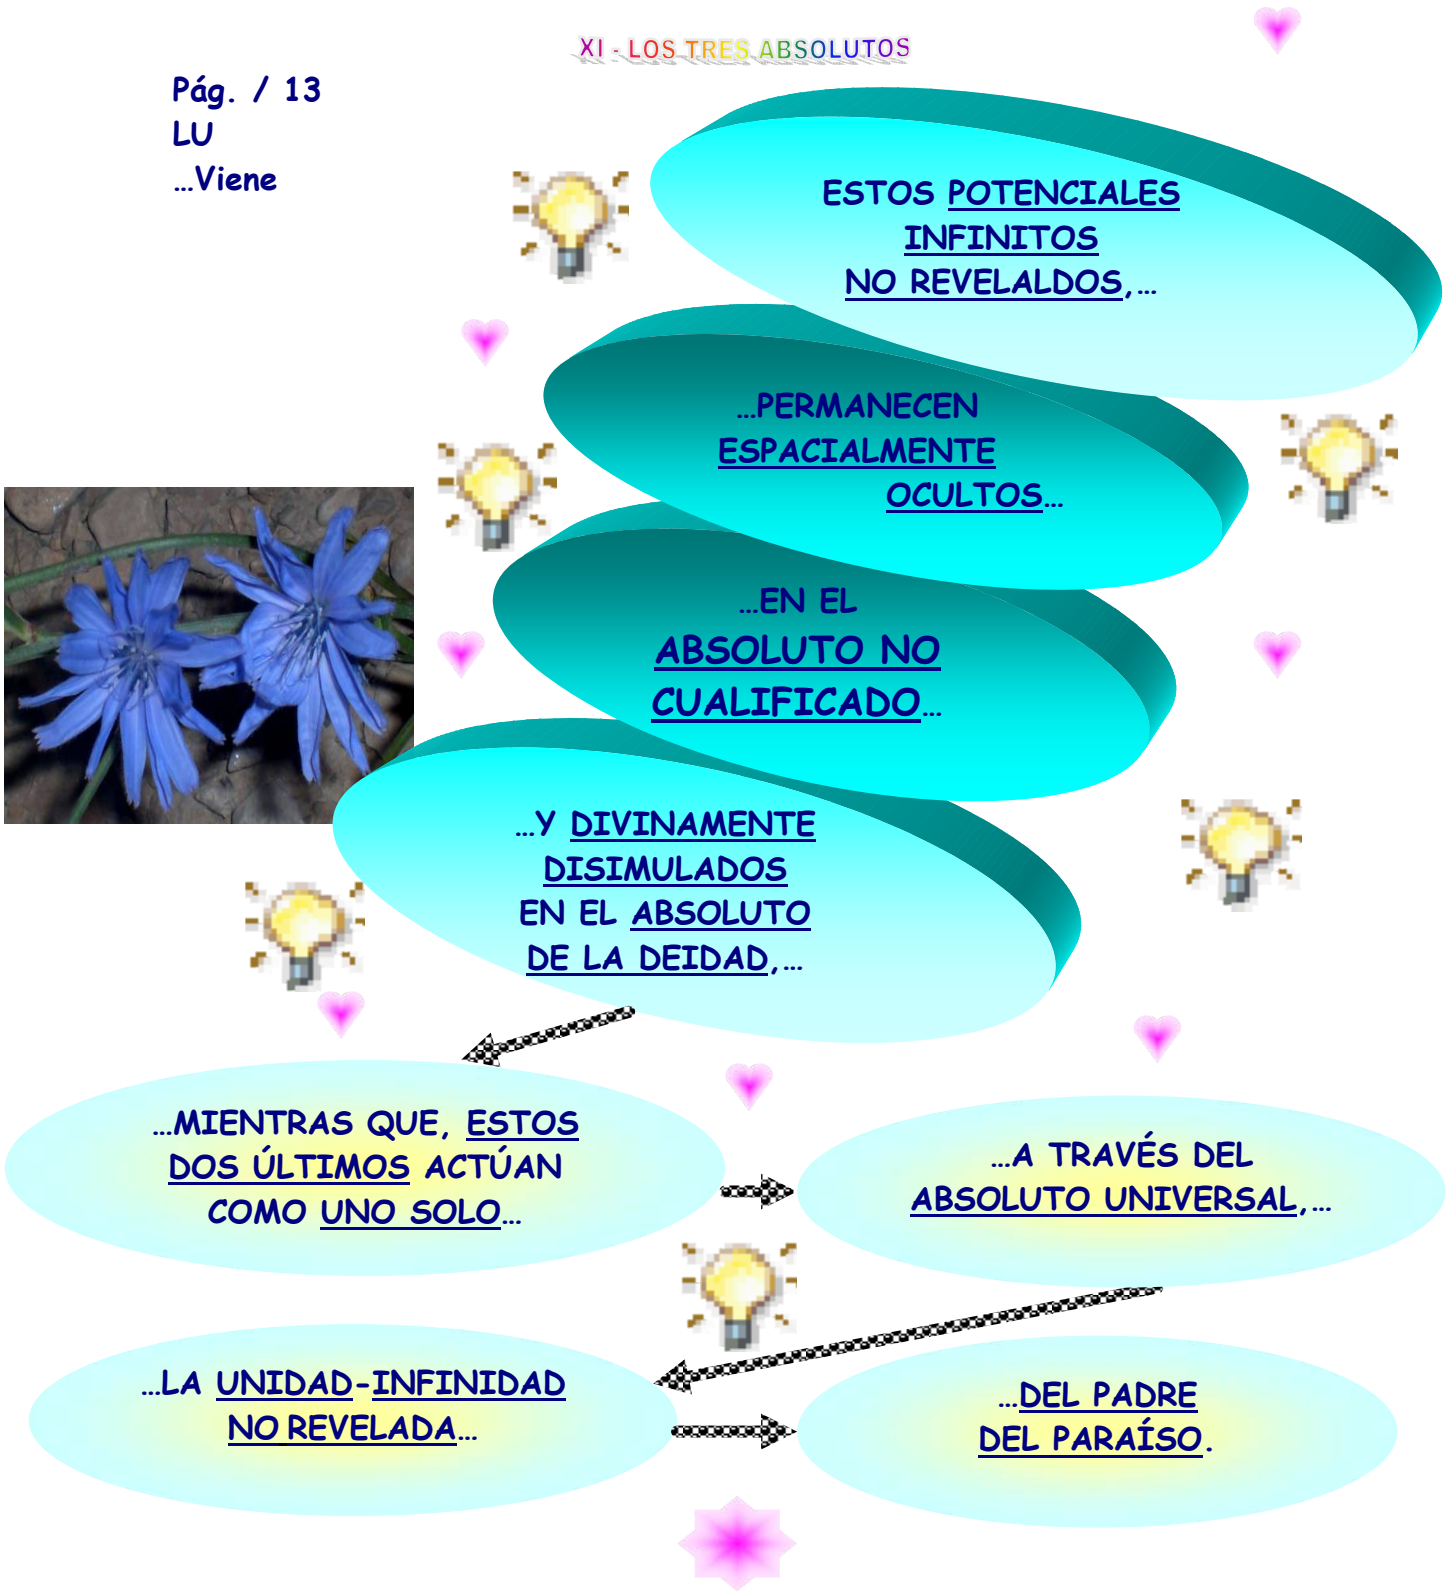 XI - LOS TRES ABSOLUTOS
Pág. / 13
LU
…Viene
ESTOS POTENCIALES
INFINITOS
NO REVELALDOS,…
…PERMANECEN
ESPACIALMENTE
OCULTOS…
…EN EL
ABSOLUTO NO
CUALIFICADO…
…Y DIVINAMENTE
DISIMULADOS
EN EL ABSOLUTO
DE LA DEIDAD,…
…MIENTRAS QUE, ESTOS
DOS ÚLTIMOS ACTÚAN
COMO UNO SOLO…
…A TRAVÉS DEL
ABSOLUTO UNIVERSAL,…
…LA UNIDAD-INFINIDAD
NO REVELADA…
…DEL PADRE
DEL PARAÍSO.